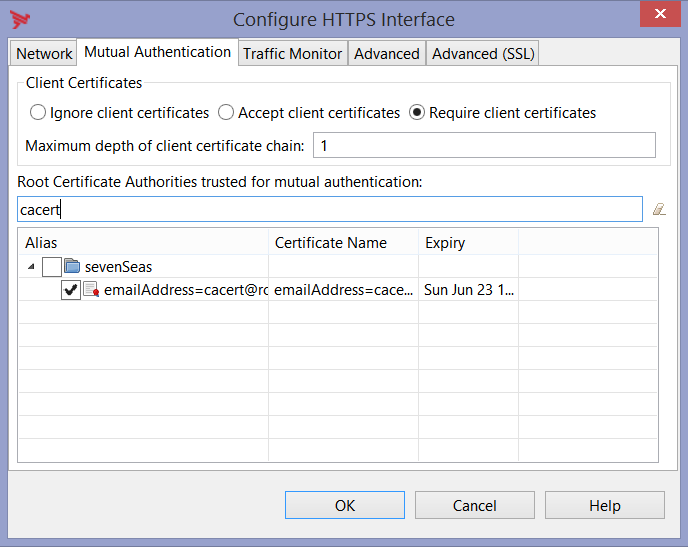 Configure HTTPS Interface
Network Mutual Authentication Traffic Monitor Advanced Advanced (SSL)
Client Certificates
Ignore client certificates Accept client certificates Require client certificates
Maximum depth of client certificate chain: 1
Root Certificate Authorities trusted for mutual authentication:
cacert
Alias Certificate Name Expiry
sevenSeas
emailAddress=cacert@rc emailAddress=cace... Sun Jun 23 1...
OK Cancel Help